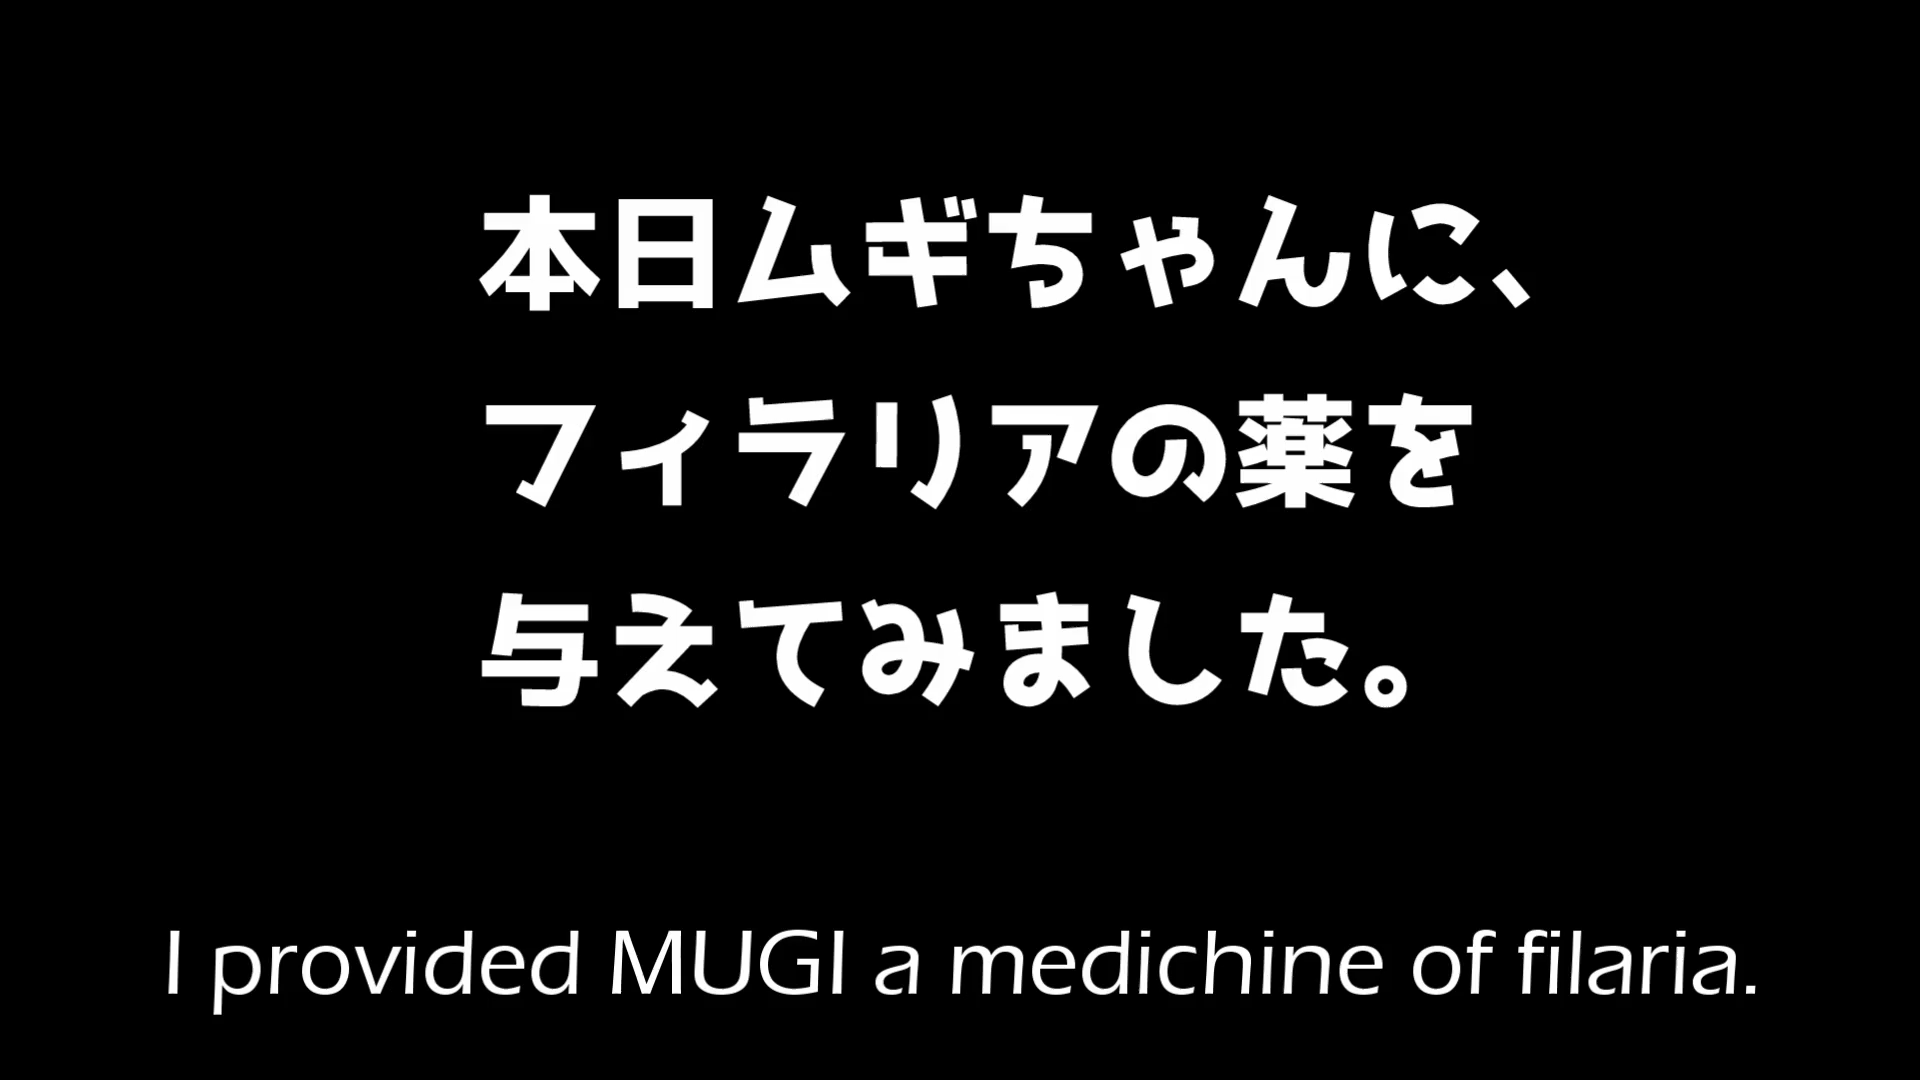 本日ムギちゃんに、
フィラリアの薬を
与えてみました。
I provided MUGI a medichine of filaria.